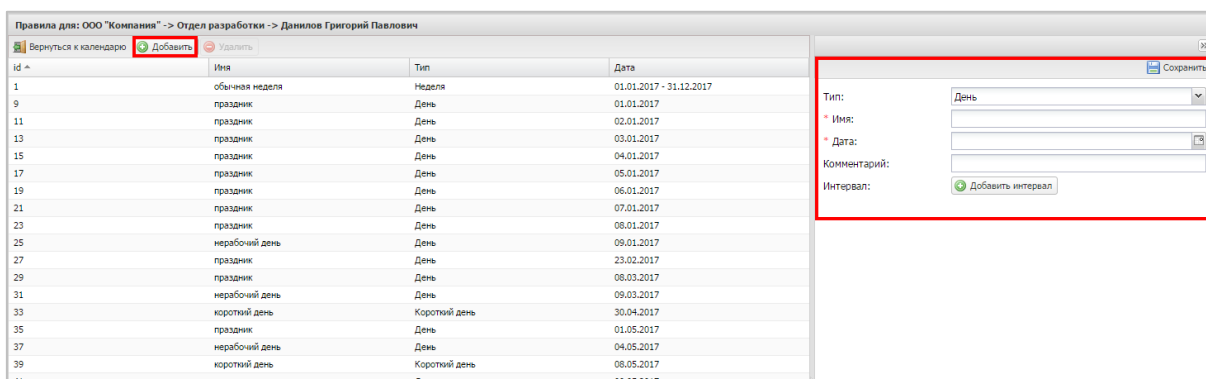 Правила для: ООО "Компания" -> Отдел разработки -> Данилов Григорий Павлович
Вернуться к календарю Добавить Удалить
id Имя Тип Дата
1 обычная неделя Неделя 01.01.2017 - 31.12.2017
9 праздник День 01.01.2017
11 праздник День 02.01.2017
13 праздник День 03.01.2017
15 праздник День 04.01.2017
17 праздник День 05.01.2017
19 праздник День 06.01.2017
21 праздник День 07.01.2017
23 праздник День 08.01.2017
25 нерабочий день День 09.01.2017
27 праздник День 23.02.2017
29 праздник День 08.03.2017
31 нерабочий день День 09.03.2017
33 короткий день Короткий день 30.04.2017
35 праздник День 01.05.2017
37 нерабочий день День 04.05.2017
39 короткий день Короткий день 08.05.2017
Сохранить
Тип: День
* Имя:
* Дата:
Комментарий:
Интервал: Добавить интервал